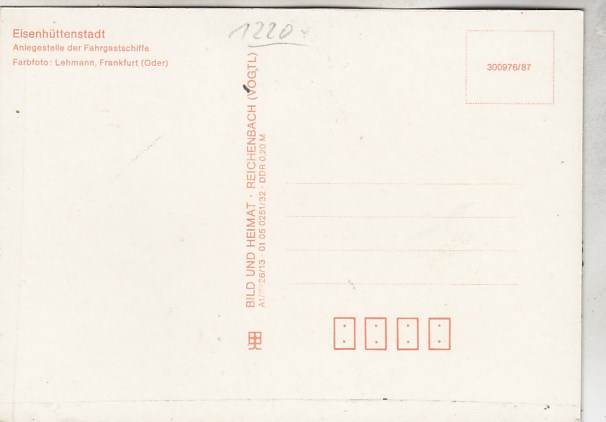 Eisenhüttenstadt
Anlegestelle der Fahrgastschiffe
Farbfoto: Lehmann, Frankfurt (Oder)
1220
300976/87
BILD UND HEIMAT · REICHENBACH (VOGTL)
26/13 · 01 05 0251/32 · DDR 0,20 M